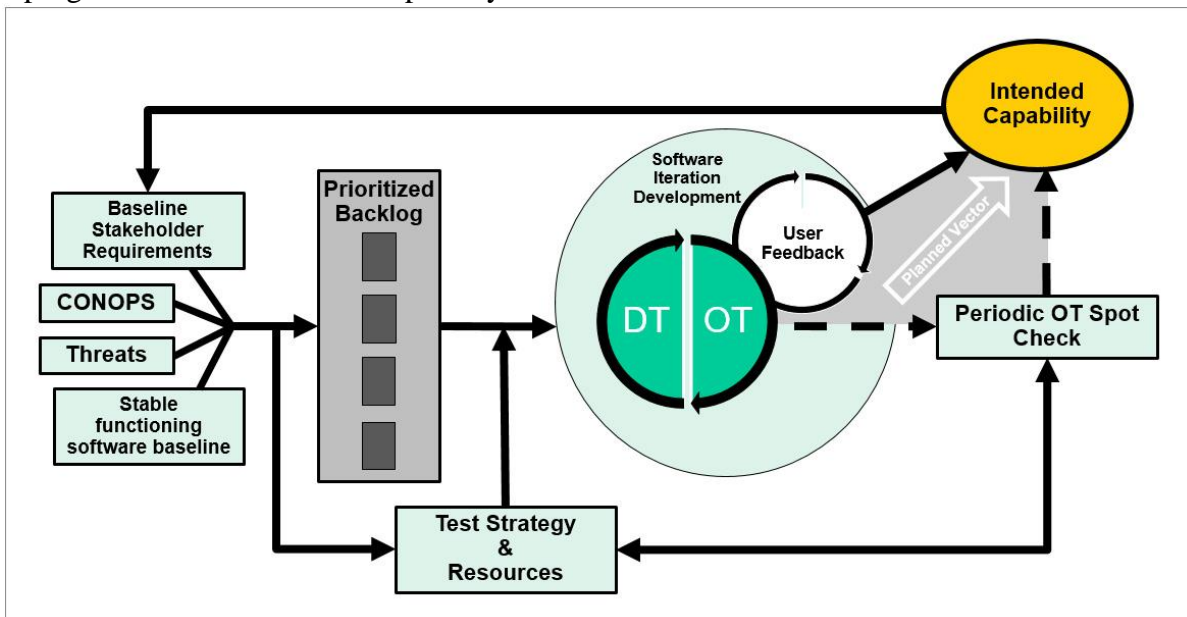 Intended
Capability
Software
Iteration
Development
Prioritized
Backlog
Baseline
Stakeholder
Requirements
User
Feedback
Planned Vector
CONOPS
DT
OT
Periodic OT Spot
Check
Threats
Stable
functioning
software baseline
Test Strategy
&
Resources